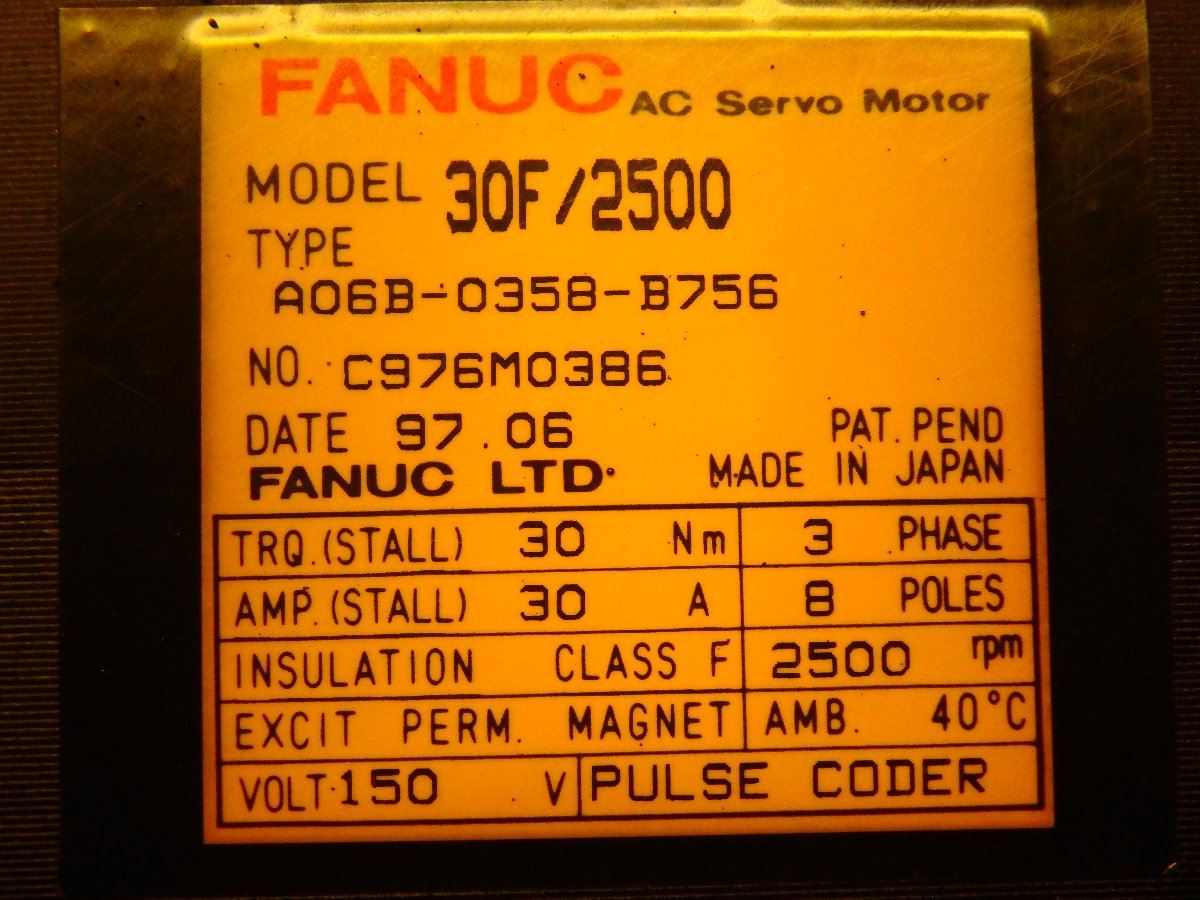 FANUC AC Servo Motor
MODEL 30F/2500
TYPE
A06B-0358-B756
NO. C976M0386
DATE 97.06 PAT. PEND
FANUC LTD. MADE IN JAPAN
TRQ. (STALL) 30 Nm 3 PHASE
AMP. (STALL) 30 A 8 POLES
INSULATION CLASS F 2500 rpm
EXCIT PERM. MAGNET AMB. 40°C
VOLT. 150 V PULSE CODER